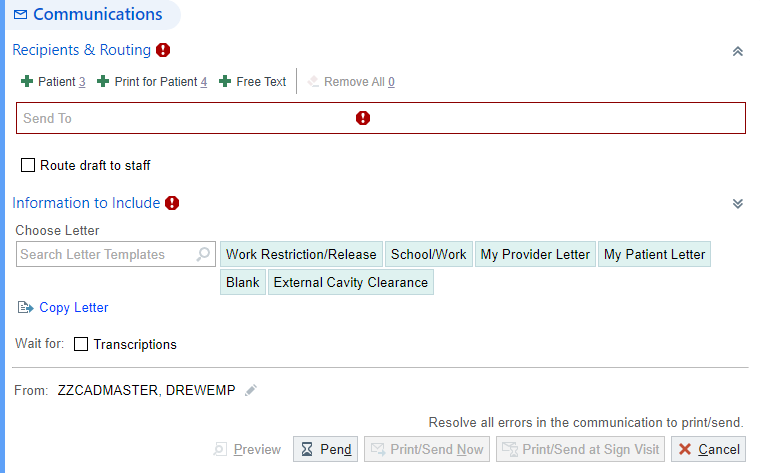 Communications
Recipients & Routing
Patient 3 Print for Patient 4 Free Text Remove All 0
Send To
Route draft to staff
Information to Include
Choose Letter
Search Letter Templates Work Restriction/Release School/Work My Provider Letter My Patient Letter
Blank External Cavity Clearance
Copy Letter
Wait for: Transcriptions
From: ZZCADMASTER, DREWEMP
Resolve all errors in the communication to print/send.
Preview Pend Print/Send Now Print/Send at Sign Visit Cancel